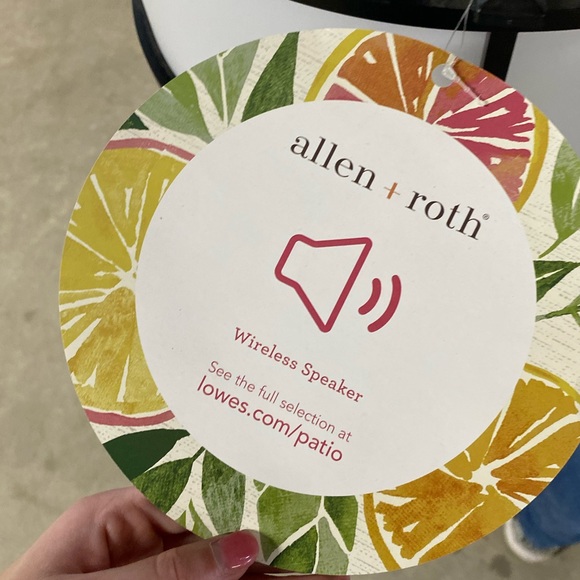 allen + roth®
Wireless Speaker
See the full selection at
lowes.com/patio